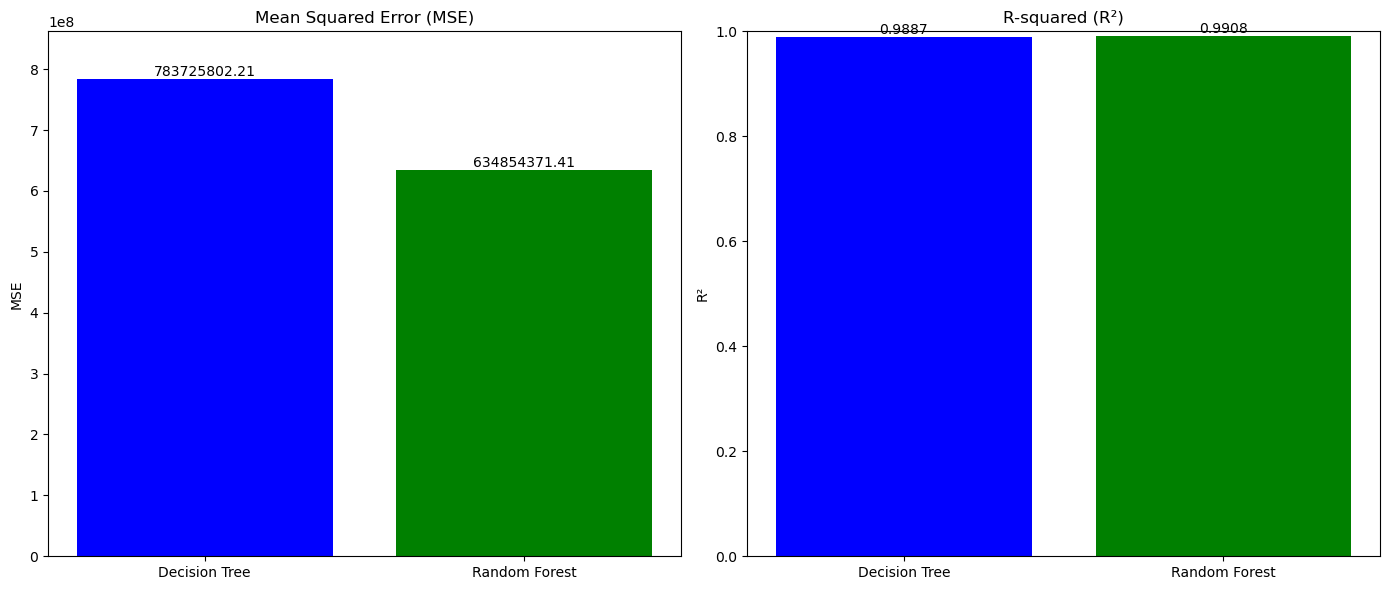 Mean Squared Error (MSE)
1e8
8
7
6
5
4
3
2
1
0
MSE
783725802.21
634854371.41
Decision Tree
Random Forest
R-squared (R²)
1.0
0.8
0.6
0.4
0.2
0.0
R²
0.9887
0.9908
Decision Tree
Random Forest